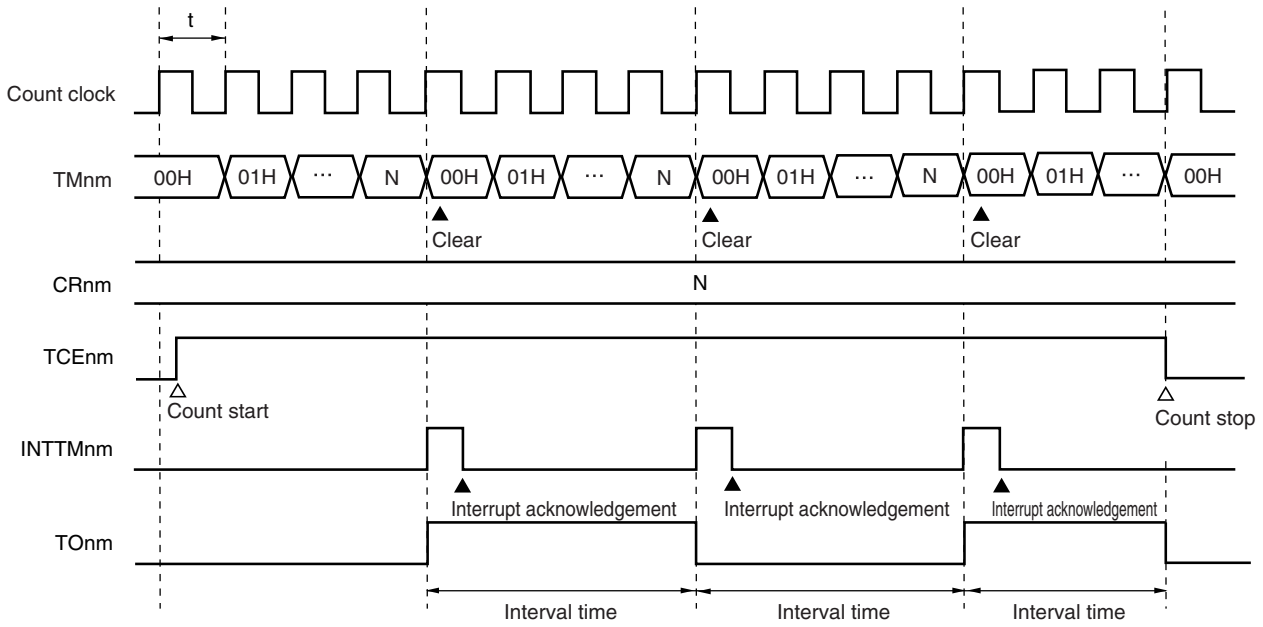 t
Count clock
TMnm 00H 01H ··· N 00H 01H ··· N 00H 01H ··· N 00H 01H ··· 00H
Clear Clear Clear
CRnm N
TCEnm
Count start Count stop
INTTMnm
Interrupt acknowledgement Interrupt acknowledgement Interrupt acknowledgement
TOnm
Interval time Interval time Interval time